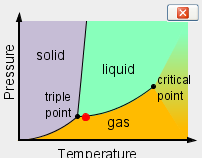 solid
liquid
critical
point
triple
point
gas
Pressure
Temperature